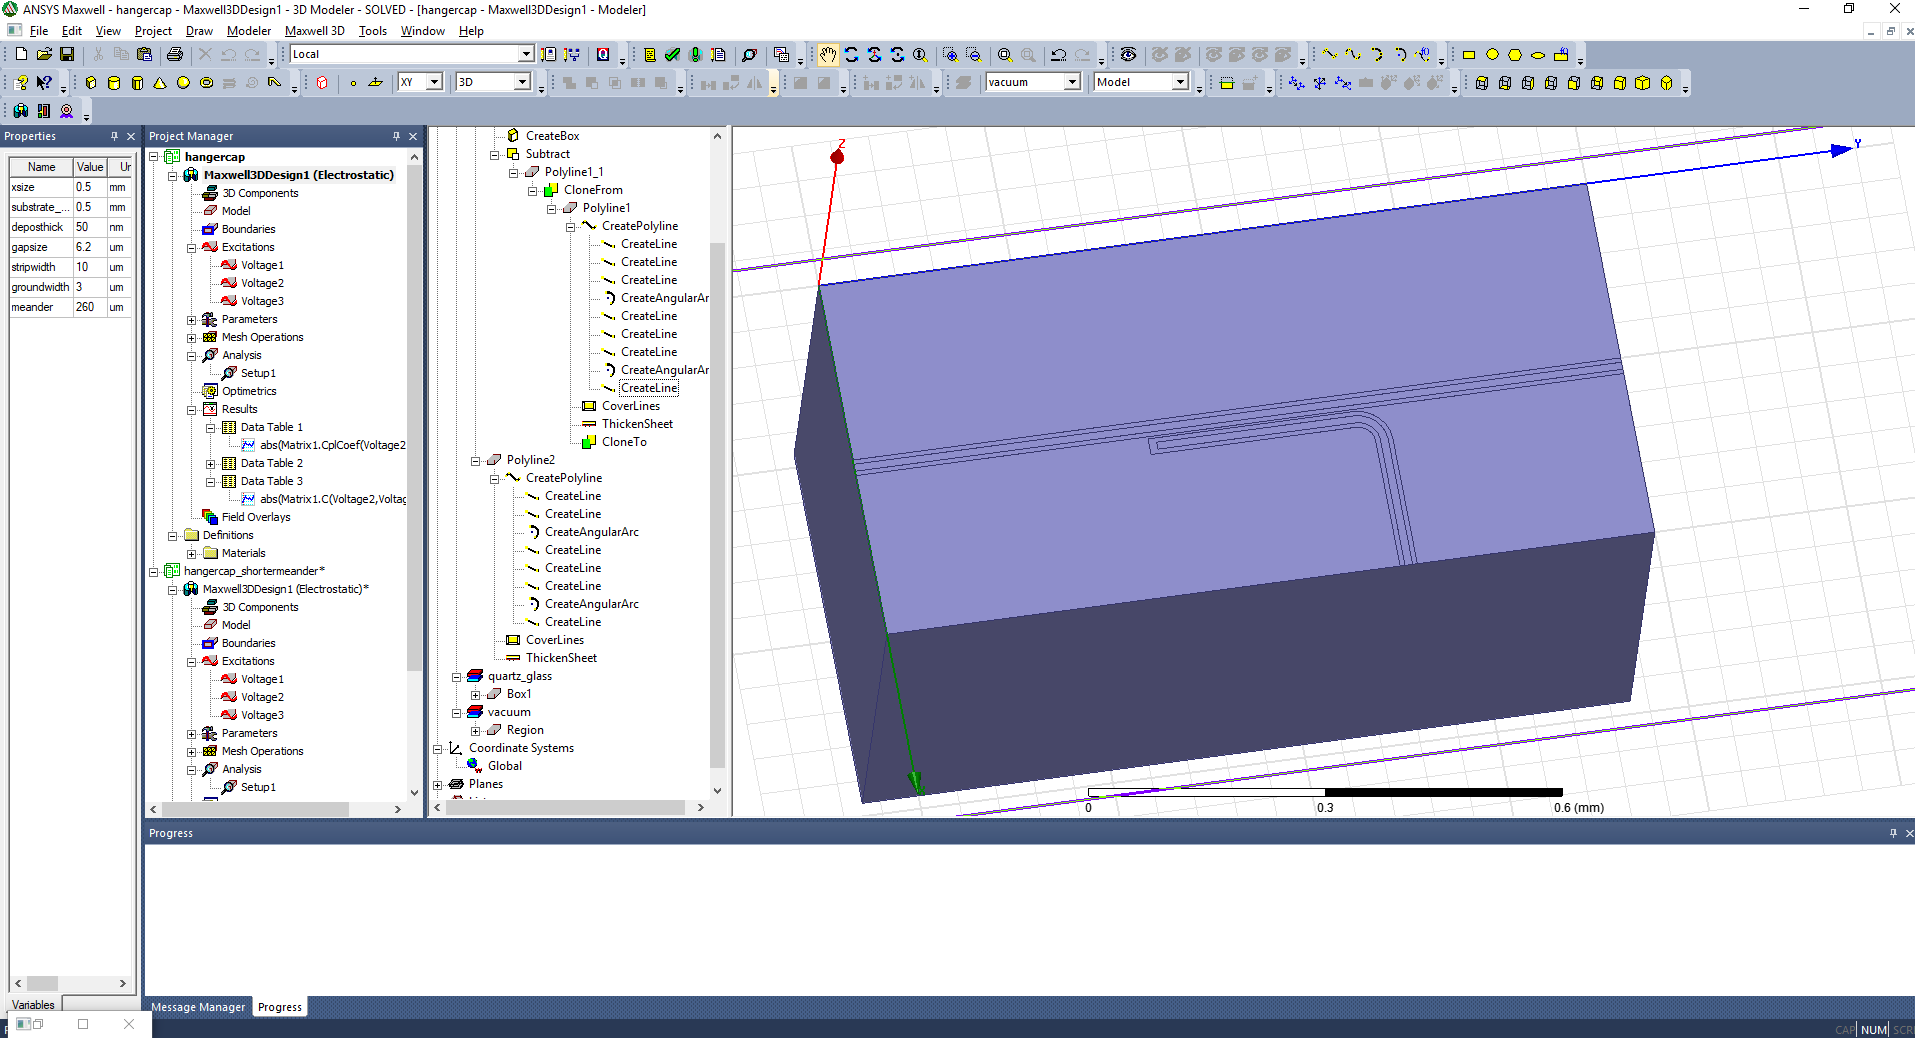 ANSYS Maxwell - hangercap - Maxwell3DDesign1 - 3D Modeler - SOLVED - [hangercap - Maxwell3DDesign1 - Modeler]
File Edit View Project Draw Modeler Maxwell 3D Tools Window Help
Local
XY 3D vacuum Model
Properties
Name Value Ur
xsize 0.5 mm
substrate_... 0.5 mm
deposthick 50 nm
gapsize 6.2 um
stripwidth 10 um
groundwidth 3 um
meander 260 um
Variables
Project Manager
hangercap
Maxwell3DDesign1 (Electrostatic)
3D Components
Model
Boundaries
Excitations
Voltage1
Voltage2
Voltage3
Parameters
Mesh Operations
Analysis
Setup1
Optimetrics
Results
Data Table 1
abs(Matrix1.CplCoef(Voltage2
Data Table 2
Data Table 3
abs(Matrix1.C(Voltage2,Voltag
Field Overlays
Definitions
Materials
hangercap_shortermeander*
Maxwell3DDesign1 (Electrostatic)*
3D Components
Model
Boundaries
Excitations
Voltage1
Voltage2
Voltage3
Parameters
Mesh Operations
Analysis
Setup1
CreateBox
Subtract
Polyline1_1
CloneFrom
Polyline1
CreatePolyline
CreateLine
CreateLine
CreateLine
CreateAngularAr
CreateLine
CreateLine
CreateLine
CreateAngularAr
CreateLine
CoverLines
ThickenSheet
CloneTo
Polyline2
CreatePolyline
CreateLine
CreateLine
CreateAngularArc
CreateLine
CreateLine
CreateLine
CreateAngularArc
CreateLine
CoverLines
ThickenSheet
quartz_glass
Box1
vacuum
Region
Coordinate Systems
Global
Planes
Z
Y
0 0.3 0.6 (mm)
Progress
Message Manager Progress
CAP NUM SCR